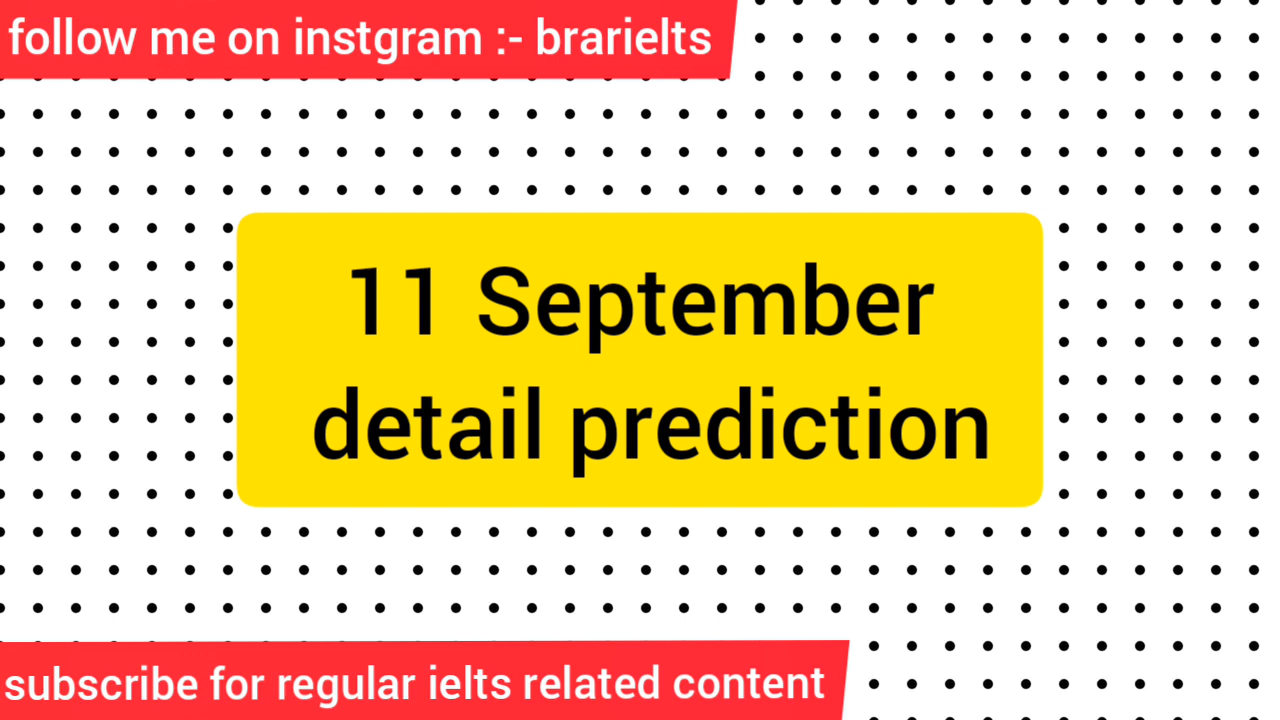 follow me on instgram :- brarielts
11 September
detail prediction
subscribe for regular ielts related content